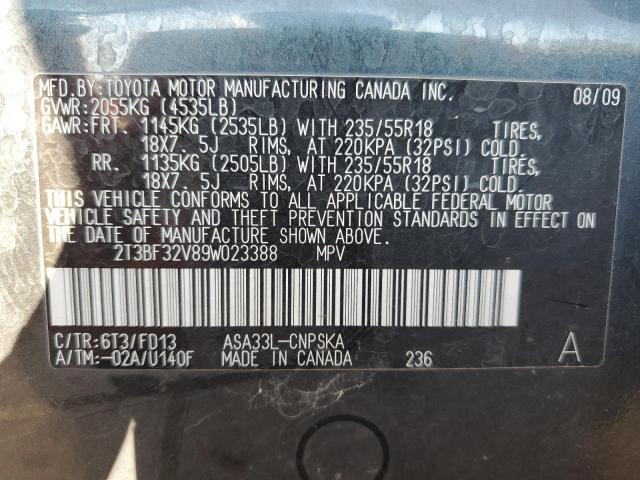 MFD.BY:TOYOTA MOTOR MANUFACTURING CANADA INC. 08/09
GVWR:2055KG (4535LB)
GAWR:FRT. 1145KG (2535LB) WITH 235/55R18 TIRES,
18X7. 5J RIMS, AT 220KPA (32PSI) COLD.
RR. 1135KG (2505LB) WITH 235/55R18 TIRES,
18X7. 5J RIMS, AT 220KPA (32PSI) COLD.
THIS VEHICLE CONFORMS TO ALL APPLICABLE FEDERAL MOTOR
VEHICLE SAFETY AND THEFT PREVENTION STANDARDS IN EFFECT ON
THE DATE OF MANUFACTURE SHOWN ABOVE.
2T3BF32V89W023388 MPV
C/TR:6T3/FD13 ASA33L-CNPSKA
A/TM:-02A/U140F MADE IN CANADA 236 A